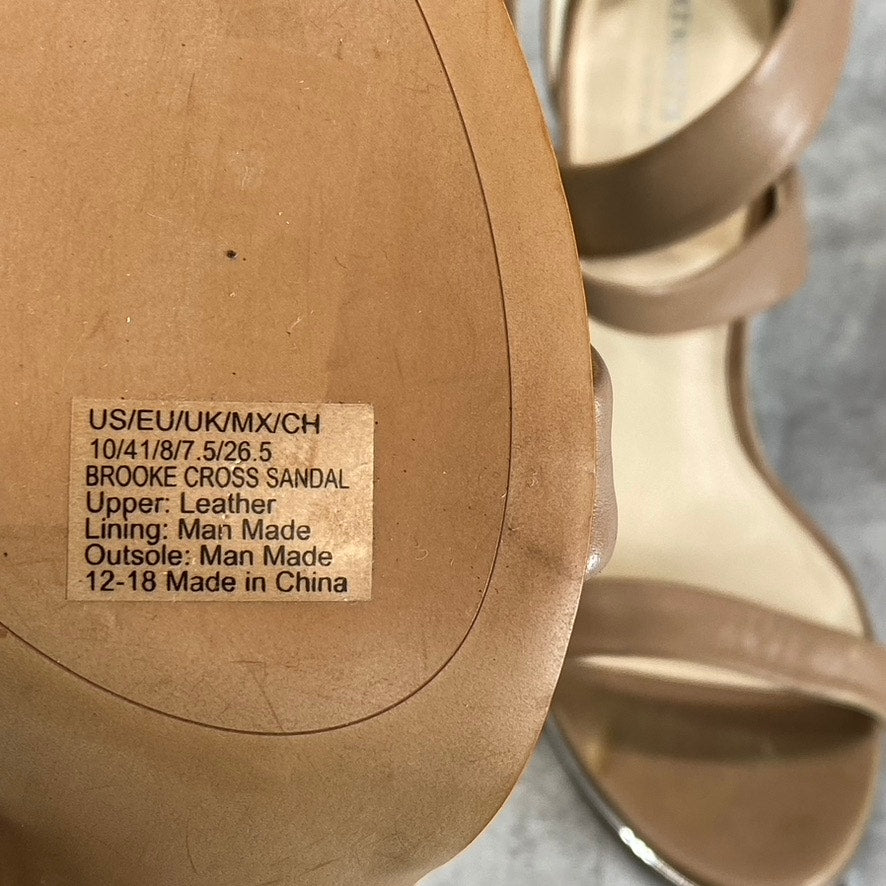 US/EU/UK/MX/CH
10/41/8/7.5/26.5
BROOKE CROSS SANDAL
Upper: Leather
Lining: Man Made
Outsole: Man Made
12-18 Made in China